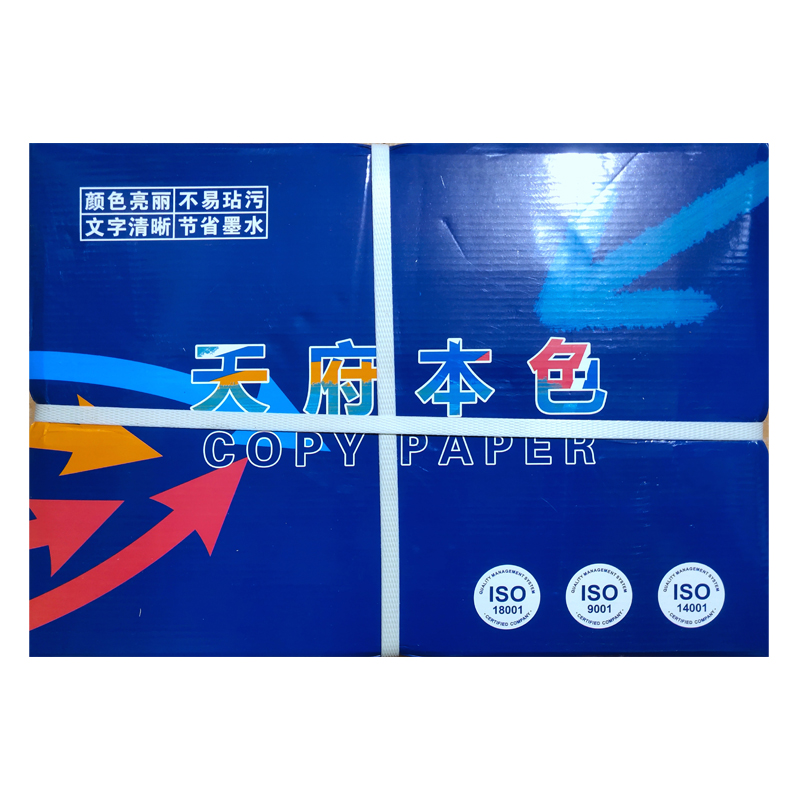 颜色亮丽 不易玷污
文字清晰 节省墨水
天府本色
COPY PAPER
QUALITY MANAGEMENT SYSTEM
ISO
18001
·CERTIFIED COMPANY·
QUALITY MANAGEMENT SYSTEM
ISO
9001
·CERTIFIED COMPANY·
QUALITY MANAGEMENT SYSTEM
ISO
14001
·CERTIFIED COMPANY·